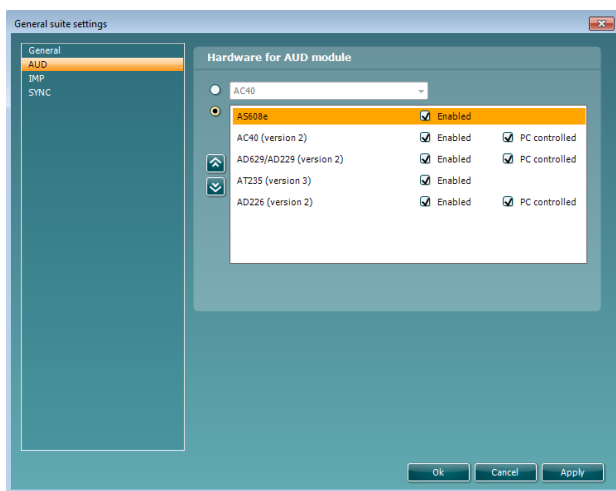 General suite settings
General
AUD
IMP
SYNC
Hardware for AUD module
AC40
AS608e Enabled
AC40 (version 2) Enabled PC controlled
AD629/AD229 (version 2) Enabled PC controlled
AT235 (version 3) Enabled
AD226 (version 2) Enabled PC controlled
Ok Cancel Apply